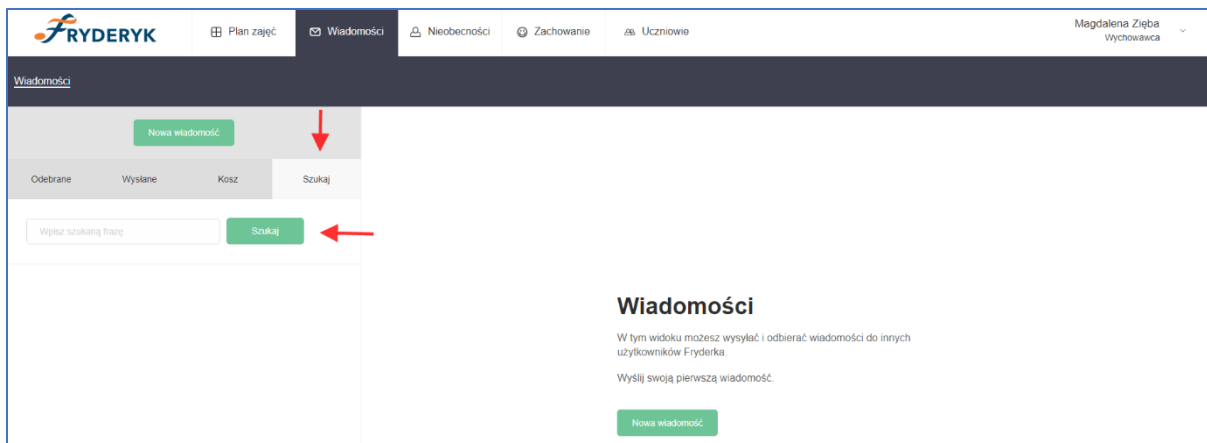 FRYDERYK
Plan zajęć
Wiadomości
Nieobecności
Zachowanie
Uczniowie
Magdalena Zięba
Wychowawca
Wiadomości
Nowa wiadomość
Odebrane
Wysłane
Kosz
Szukaj
Wpisz szukaną frazę
Szukaj
Wiadomości
W tym widoku możesz wysyłać i odbierać wiadomości do innych
użytkowników Fryderka
Wyślij swoją pierwszą wiadomość.
Nowa wiadomość